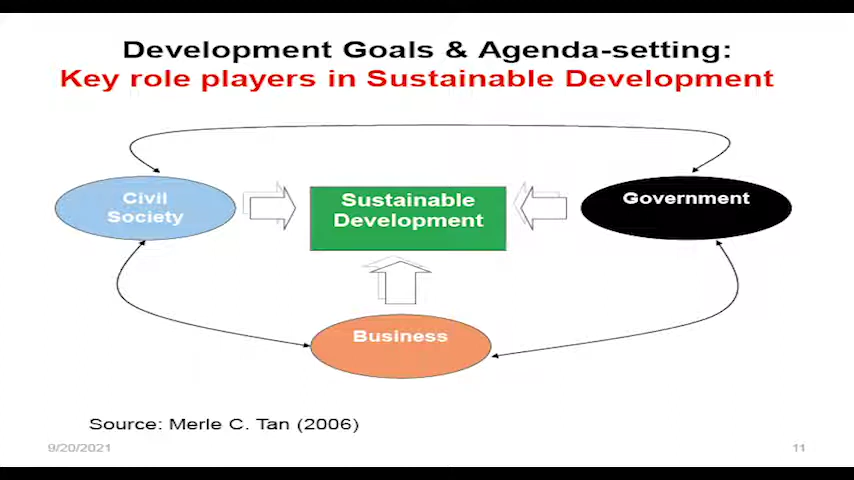 Development Goals & Agenda-setting:
Key role players in Sustainable Development
Civil
Society
Sustainable
Development
Government
Business
Source: Merle C. Tan (2006)
9/20/2021
11